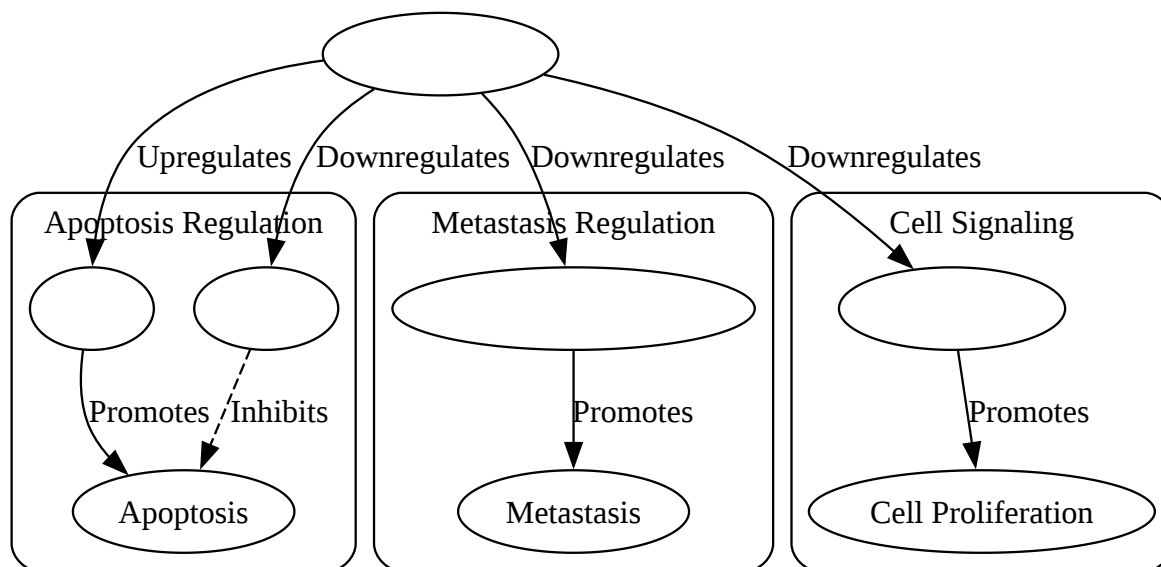 Upregulates
Downregulates
Downregulates
Downregulates
Apoptosis Regulation
Metastasis Regulation
Cell Signaling
Promotes
Inhibits
Promotes
Promotes
Apoptosis
Metastasis
Cell Proliferation